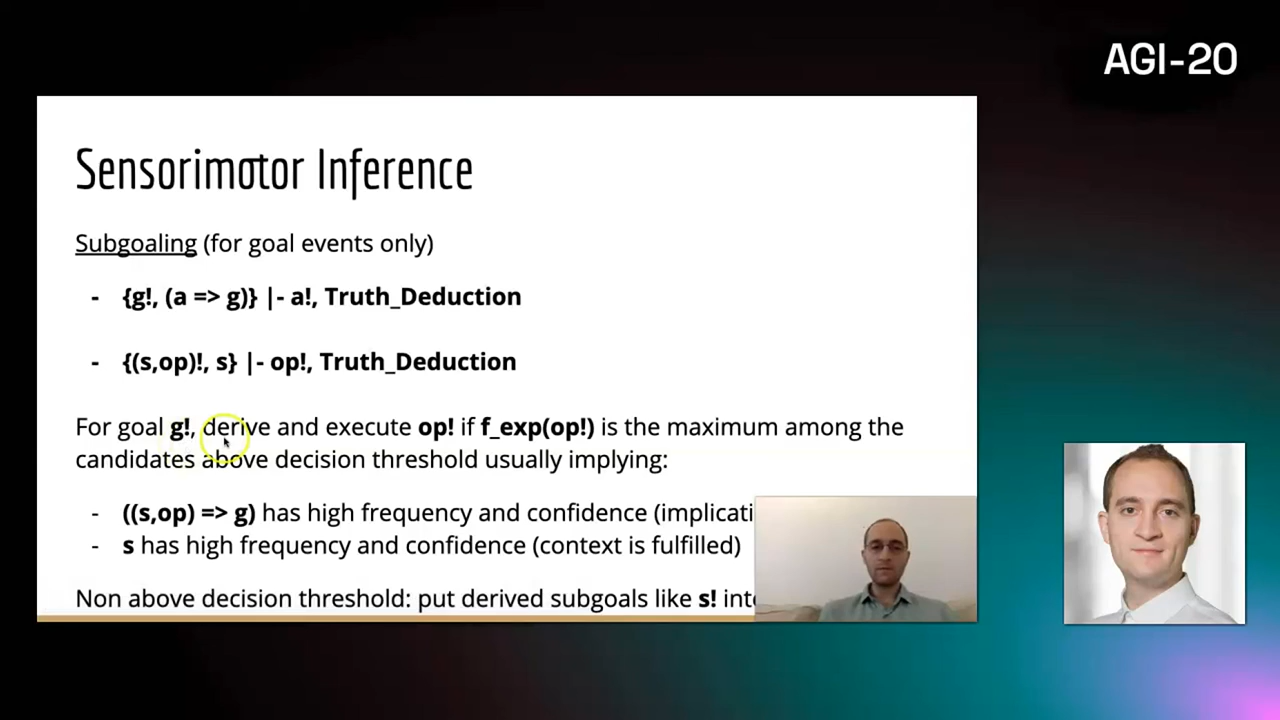 AGI-20
Sensorimotor Inference
Subgoaling (for goal events only)
- {g!, (a => g)} |- a!, Truth_Deduction
- {(s,op)!, s} |- op!, Truth_Deduction
For goal g!, derive and execute op! if f_exp(op!) is the maximum among the
candidates above decision threshold usually implying:
- ((s,op) => g) has high frequency and confidence
- s has high frequency and confidence (context is fulfilled)
Non above decision threshold: put derived subgoals like s!